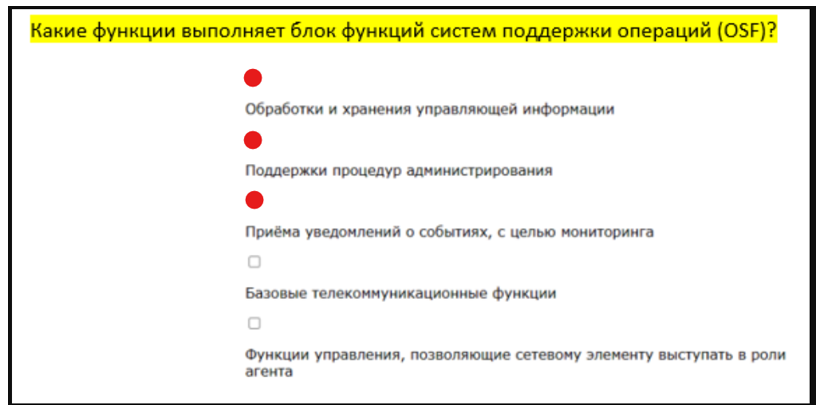 Какие функции выполняет блок функций систем поддержки операций (OSF)?
Обработки и хранения управляющей информации
Поддержки процедур администрирования
Приёма уведомлений о событиях, с целью мониторинга
Базовые телекоммуникационные функции
Функции управления, позволяющие сетевому элементу выступать в роли
агента